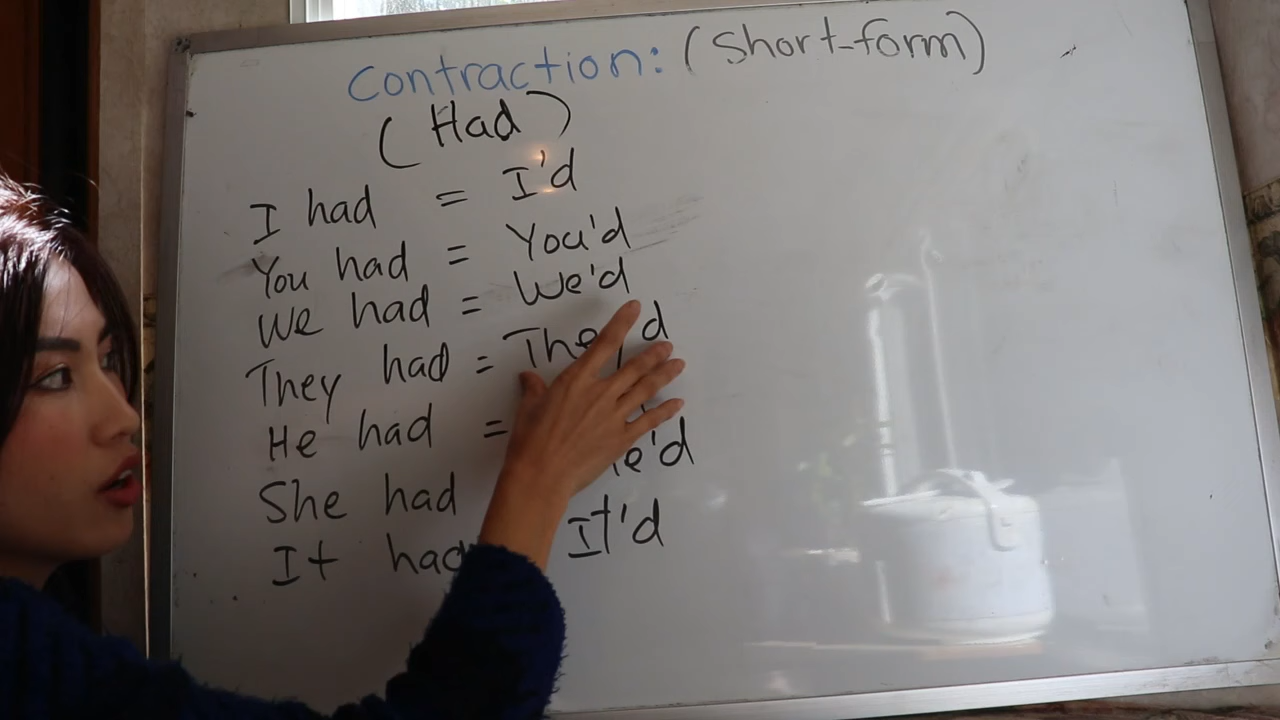 Contraction: (Short-form)
(Had)
I had = I'd
You had = You'd
We had = We'd
They had = 
He had =
She had
It had It'd